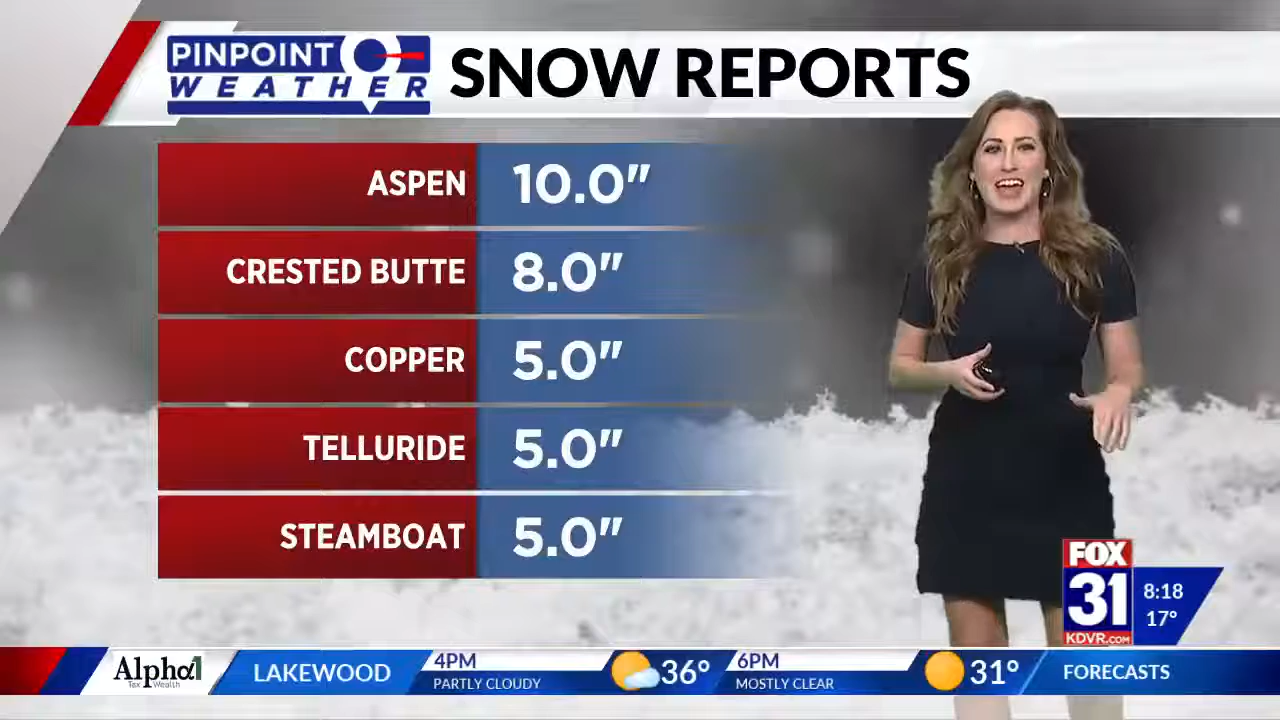 PINPOINT
WEATHER
SNOW REPORTS
ASPEN 10.0"
CRESTED BUTTE 8.0"
COPPER 5.0"
TELLURIDE 5.0"
STEAMBOAT 5.0"
FOX
31
KDVR.COM
8:18
17°
Alpha1
Tax Wealth
LAKEWOOD
4PM
PARTLY CLOUDY
36°
6PM
MOSTLY CLEAR
31°
FORECASTS